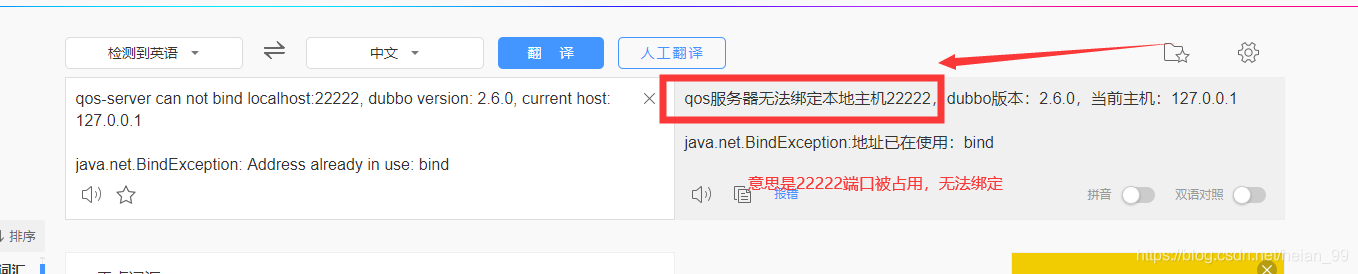 检测到英语
中文
翻 译
人工翻译
qos-server can not bind localhost:22222, dubbo version: 2.6.0, current host:
127.0.0.1
java.net.BindException: Address already in use: bind
qos服务器无法绑定本地主机22222，dubbo版本：2.6.0，当前主机：127.0.0.1
java.net.BindException:地址已在使用：bind
意思是22222端口被占用，无法绑定
报错
拼音
双语对照
排序
词汇
https://blog.csdn.net/helan_99